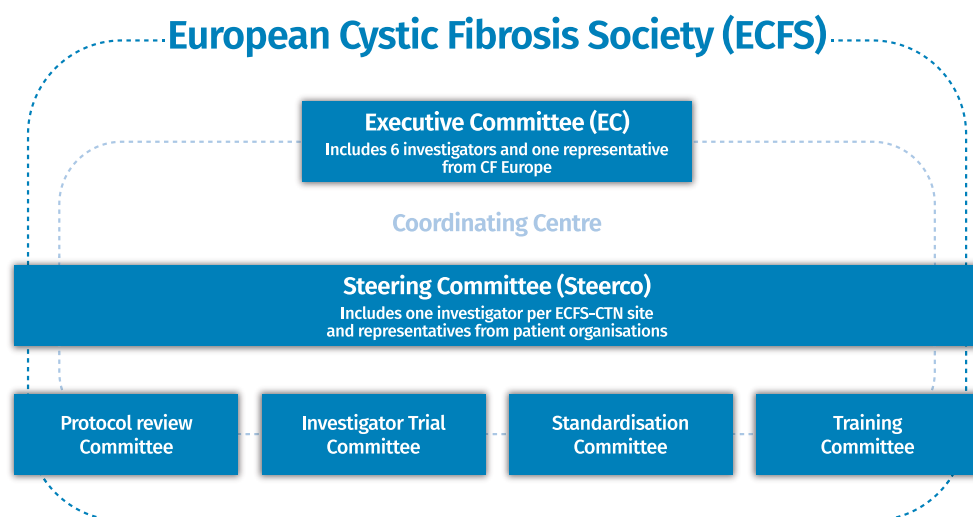 European Cystic Fibrosis Society (ECFS)
Executive Committee (EC)
Includes 6 investigators and one representative
from CF Europe
Coordinating Centre
Steering Committee (Steerco)
Includes one investigator per ECFS-CTN site
and representatives from patient organisations
Protocol review
Committee
Investigator Trial
Committee
Standardisation
Committee
Training
Committee